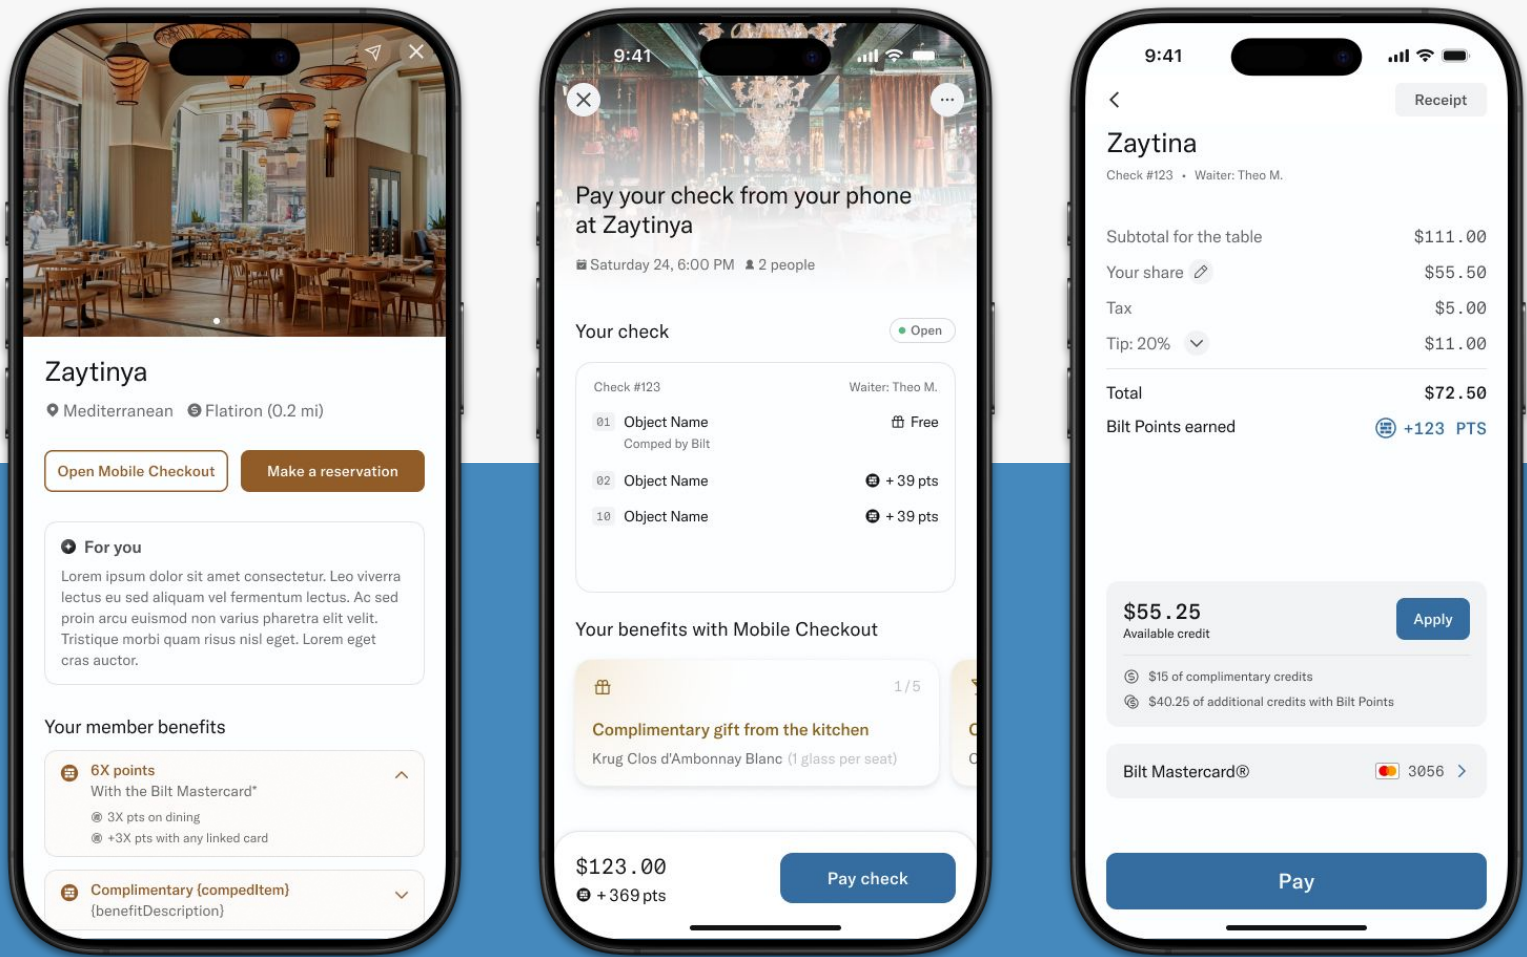 Zaytinya
Mediterranean Flatiron (0.2 mi)
Open Mobile Checkout Make a reservation
For you
Lorem ipsum dolor sit amet consectetur. Leo viverra
lectus eu sed aliquam vel fermentum lectus. Ac sed
proin arcu euismod non varius pharetra elit velit.
Tristique morbi quam risus nisl eget. Lorem eget
cras auctor.
Your member benefits
6X points
With the Bilt Mastercard*
3X pts on dining
+3X pts with any linked card
Complimentary {compedItem}
{benefitDescription}
9:41
Pay your check from your phone
at Zaytinya
Saturday 24, 6:00 PM 2 people
Your check Open
Check #123 Waiter: Theo M.
01 Object Name Free
Comped by Bilt
02 Object Name + 39 pts
10 Object Name + 39 pts
Your benefits with Mobile Checkout
1/5
Complimentary gift from the kitchen
Krug Clos d'Ambonnay Blanc (1 glass per seat)
$123.00
+ 369 pts
Pay check
9:41
Receipt
Zaytina
Check #123 • Waiter: Theo M.
Subtotal for the table $111.00
Your share $55.50
Tax $5.00
Tip: 20% $11.00
Total $72.50
Bilt Points earned +123 PTS
$55.25
Available credit
Apply
$15 of complimentary credits
$40.25 of additional credits with Bilt Points
Bilt Mastercard® 3056
Pay